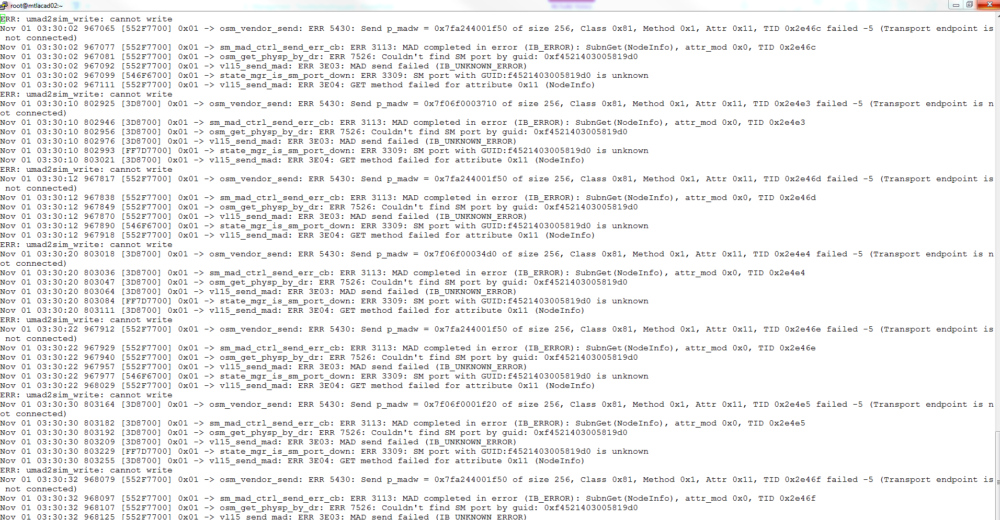 root@mtlacad02:~
ERR: umad2sim_write: cannot write
Nov 01 03:30:02 967065 [552F7700] 0x01 -> osm_vendor_send: ERR 5430: Send p_madw = 0x7fa244001f50 of size 256, Class 0x81, Method 0x1, Attr 0x11, TID 0x2e46c failed -5 (Transport endpoint is
 not connected)
Nov 01 03:30:02 967077 [552F7700] 0x01 -> sm_mad_ctrl_send_err_cb: ERR 3113: MAD completed in error (IB_ERROR): SubnGet(NodeInfo), attr_mod 0x0, TID 0x2e46c
Nov 01 03:30:02 967081 [552F7700] 0x01 -> osm_get_physp_by_dr: ERR 7526: Couldn't find SM port by guid: 0xf4521403005819d0
Nov 01 03:30:02 967092 [552F7700] 0x01 -> vl15_send_mad: ERR 3E03: MAD send failed (IB_UNKNOWN_ERROR)
Nov 01 03:30:02 967099 [546F6700] 0x01 -> state_mgr_is_sm_port_down: ERR 3309: SM port with GUID:f4521403005819d0 is unknown
Nov 01 03:30:02 967111 [552F7700] 0x01 -> vl15_send_mad: ERR 3E04: GET method failed for attribute 0x11 (NodeInfo)
ERR: umad2sim_write: cannot write
Nov 01 03:30:10 802925 [3D8700] 0x01 -> osm_vendor_send: ERR 5430: Send p_madw = 0x7f06f0003710 of size 256, Class 0x81, Method 0x1, Attr 0x11, TID 0x2e4e3 failed -5 (Transport endpoint is n
ot connected)
Nov 01 03:30:10 802946 [3D8700] 0x01 -> sm_mad_ctrl_send_err_cb: ERR 3113: MAD completed in error (IB_ERROR): SubnGet(NodeInfo), attr_mod 0x0, TID 0x2e4e3
Nov 01 03:30:10 802956 [3D8700] 0x01 -> osm_get_physp_by_dr: ERR 7526: Couldn't find SM port by guid: 0xf4521403005819d0
Nov 01 03:30:10 802976 [3D8700] 0x01 -> vl15_send_mad: ERR 3E03: MAD send failed (IB_UNKNOWN_ERROR)
Nov 01 03:30:10 802993 [FF7D7700] 0x01 -> state_mgr_is_sm_port_down: ERR 3309: SM port with GUID:f4521403005819d0 is unknown
Nov 01 03:30:10 803021 [3D8700] 0x01 -> vl15_send_mad: ERR 3E04: GET method failed for attribute 0x11 (NodeInfo)
ERR: umad2sim_write: cannot write
Nov 01 03:30:12 967817 [552F7700] 0x01 -> osm_vendor_send: ERR 5430: Send p_madw = 0x7fa244001f50 of size 256, Class 0x81, Method 0x1, Attr 0x11, TID 0x2e46d failed -5 (Transport endpoint is
 not connected)
Nov 01 03:30:12 967838 [552F7700] 0x01 -> sm_mad_ctrl_send_err_cb: ERR 3113: MAD completed in error (IB_ERROR): SubnGet(NodeInfo), attr_mod 0x0, TID 0x2e46d
Nov 01 03:30:12 967849 [552F7700] 0x01 -> osm_get_physp_by_dr: ERR 7526: Couldn't find SM port by guid: 0xf4521403005819d0
Nov 01 03:30:12 967870 [552F7700] 0x01 -> vl15_send_mad: ERR 3E03: MAD send failed (IB_UNKNOWN_ERROR)
Nov 01 03:30:12 967890 [546F6700] 0x01 -> state_mgr_is_sm_port_down: ERR 3309: SM port with GUID:f4521403005819d0 is unknown
Nov 01 03:30:12 967918 [552F7700] 0x01 -> vl15_send_mad: ERR 3E04: GET method failed for attribute 0x11 (NodeInfo)
ERR: umad2sim_write: cannot write
Nov 01 03:30:20 803018 [3D8700] 0x01 -> osm_vendor_send: ERR 5430: Send p_madw = 0x7f06f00034d0 of size 256, Class 0x81, Method 0x1, Attr 0x11, TID 0x2e4e4 failed -5 (Transport endpoint is n
ot connected)
Nov 01 03:30:20 803036 [3D8700] 0x01 -> sm_mad_ctrl_send_err_cb: ERR 3113: MAD completed in error (IB_ERROR): SubnGet(NodeInfo), attr_mod 0x0, TID 0x2e4e4
Nov 01 03:30:20 803047 [3D8700] 0x01 -> osm_get_physp_by_dr: ERR 7526: Couldn't find SM port by guid: 0xf4521403005819d0
Nov 01 03:30:20 803064 [3D8700] 0x01 -> vl15_send_mad: ERR 3E03: MAD send failed (IB_UNKNOWN_ERROR)
Nov 01 03:30:20 803084 [FF7D7700] 0x01 -> state_mgr_is_sm_port_down: ERR 3309: SM port with GUID:f4521403005819d0 is unknown
Nov 01 03:30:20 803111 [3D8700] 0x01 -> vl15_send_mad: ERR 3E04: GET method failed for attribute 0x11 (NodeInfo)
ERR: umad2sim_write: cannot write
Nov 01 03:30:22 967912 [552F7700] 0x01 -> osm_vendor_send: ERR 5430: Send p_madw = 0x7fa244001f50 of size 256, Class 0x81, Method 0x1, Attr 0x11, TID 0x2e46e failed -5 (Transport endpoint is
 not connected)
Nov 01 03:30:22 967929 [552F7700] 0x01 -> sm_mad_ctrl_send_err_cb: ERR 3113: MAD completed in error (IB_ERROR): SubnGet(NodeInfo), attr_mod 0x0, TID 0x2e46e
Nov 01 03:30:22 967940 [552F7700] 0x01 -> osm_get_physp_by_dr: ERR 7526: Couldn't find SM port by guid: 0xf4521403005819d0
Nov 01 03:30:22 967957 [552F7700] 0x01 -> vl15_send_mad: ERR 3E03: MAD send failed (IB_UNKNOWN_ERROR)
Nov 01 03:30:22 967977 [546F6700] 0x01 -> state_mgr_is_sm_port_down: ERR 3309: SM port with GUID:f4521403005819d0 is unknown
Nov 01 03:30:22 968029 [552F7700] 0x01 -> vl15_send_mad: ERR 3E04: GET method failed for attribute 0x11 (NodeInfo)
ERR: umad2sim_write: cannot write
Nov 01 03:30:30 803164 [3D8700] 0x01 -> osm_vendor_send: ERR 5430: Send p_madw = 0x7f06f0001f20 of size 256, Class 0x81, Method 0x1, Attr 0x11, TID 0x2e4e5 failed -5 (Transport endpoint is n
ot connected)
Nov 01 03:30:30 803182 [3D8700] 0x01 -> sm_mad_ctrl_send_err_cb: ERR 3113: MAD completed in error (IB_ERROR): SubnGet(NodeInfo), attr_mod 0x0, TID 0x2e4e5
Nov 01 03:30:30 803192 [3D8700] 0x01 -> osm_get_physp_by_dr: ERR 7526: Couldn't find SM port by guid: 0xf4521403005819d0
Nov 01 03:30:30 803209 [3D8700] 0x01 -> vl15_send_mad: ERR 3E03: MAD send failed (IB_UNKNOWN_ERROR)
Nov 01 03:30:30 803229 [FF7D7700] 0x01 -> state_mgr_is_sm_port_down: ERR 3309: SM port with GUID:f4521403005819d0 is unknown
Nov 01 03:30:30 803255 [3D8700] 0x01 -> vl15_send_mad: ERR 3E04: GET method failed for attribute 0x11 (NodeInfo)
ERR: umad2sim_write: cannot write
Nov 01 03:30:32 968079 [552F7700] 0x01 -> osm_vendor_send: ERR 5430: Send p_madw = 0x7fa244001f50 of size 256, Class 0x81, Method 0x1, Attr 0x11, TID 0x2e46f failed -5 (Transport endpoint is
 not connected)
Nov 01 03:30:32 968097 [552F7700] 0x01 -> sm_mad_ctrl_send_err_cb: ERR 3113: MAD completed in error (IB_ERROR): SubnGet(NodeInfo), attr_mod 0x0, TID 0x2e46f
Nov 01 03:30:32 968107 [552F7700] 0x01 -> osm_get_physp_by_dr: ERR 7526: Couldn't find SM port by guid: 0xf4521403005819d0
Nov 01 03:30:32 968125 [552F7700] 0x01 -> vl15_send_mad: ERR 3E03: MAD send failed (IB_UNKNOWN_ERROR)